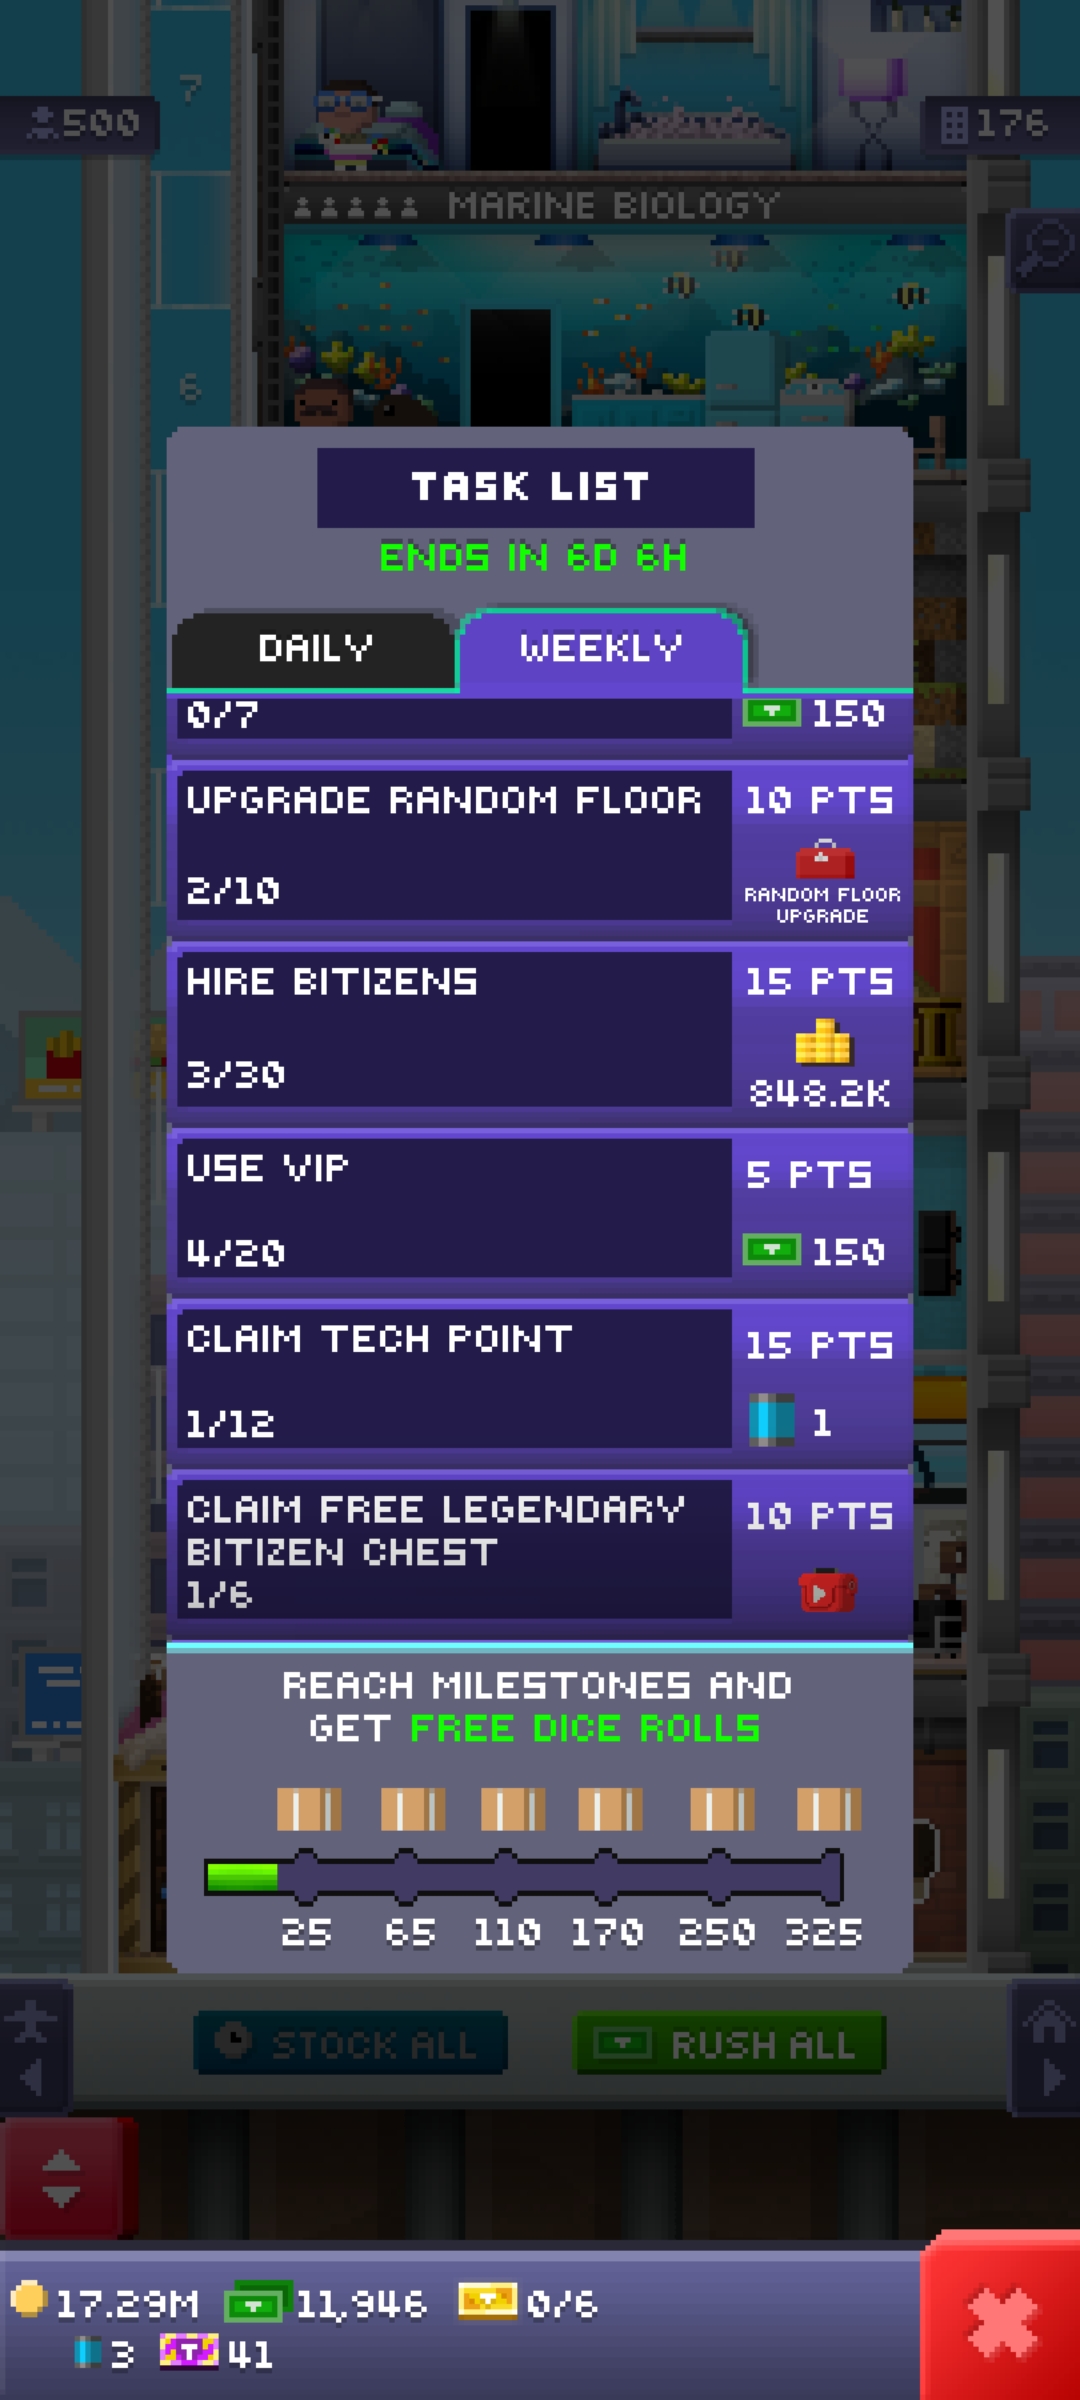 7
500
176
MARINE BIOLOGY
6
TASK LIST
ENDS IN 6D 6H
DAILY
WEEKLY
0/7
150
UPGRADE RANDOM FLOOR
10 PTS
2/10
RANDOM FLOOR
UPGRADE
HIRE BITIZENS
15 PTS
3/30
848.2K
USE VIP
5 PTS
4/20
150
CLAIM TECH POINT
15 PTS
1/12
1
CLAIM FREE LEGENDARY
BITIZEN CHEST
10 PTS
1/6
REACH MILESTONES AND
GET FREE DICE ROLLS
25 65 110 170 250 325
STOCK ALL
RUSH ALL
17.29M
11,946
0/6
3
41